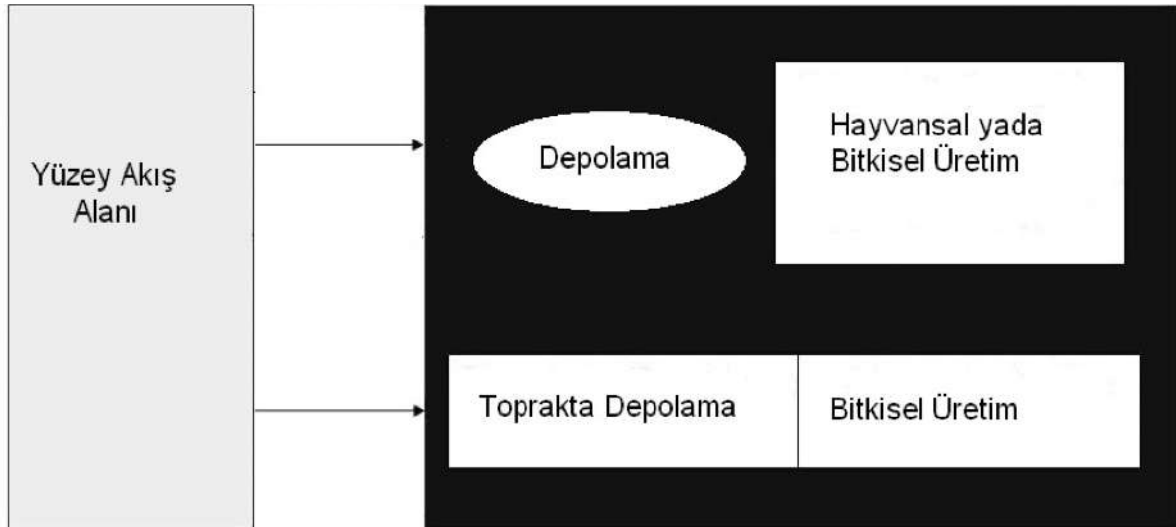 Yüzey Akış
Alanı
Depolama
Hayvansal yada
Bitkisel Üretim
Toprakta Depolama
Bitkisel Üretim